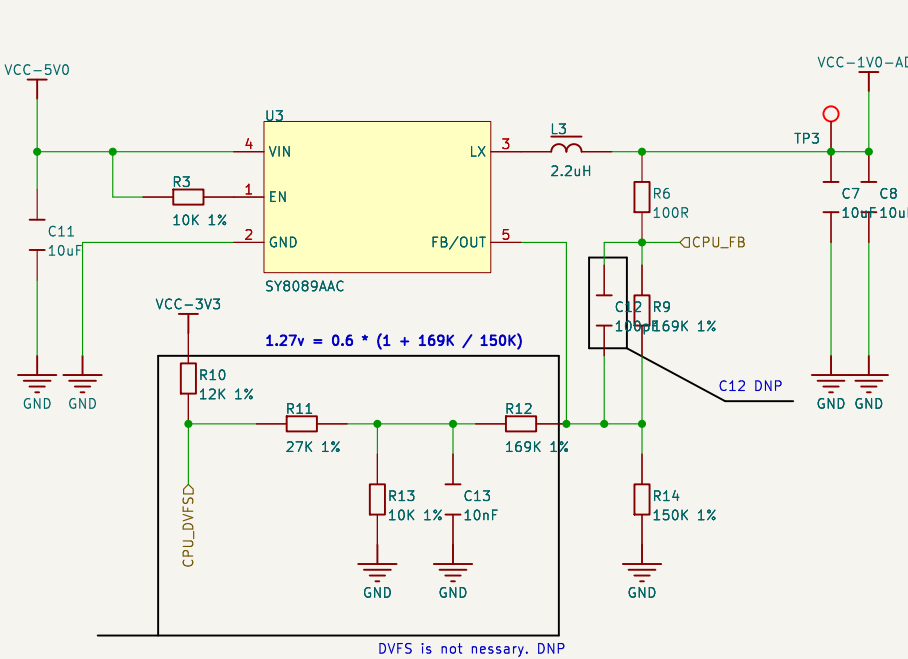 VCC-5V0
VCC-1V0-AD
U3
4
VIN
LX
3
L3
2.2uH
TP3
R3
10K 1%
1
EN
R6
100R
C7
10uF
C8
10uF
C11
10uF
2
GND
FB/OUT
5
CPU_FB
SY8089AAC
VCC-3V3
C12
100pF
R9
169K 1%
1.27v = 0.6 * (1 + 169K / 150K)
R10
12K 1%
C12 DNP
GND
GND
GND
GND
R11
27K 1%
R12
169K 1%
CPU_DVFS
R13
10K 1%
C13
10nF
R14
150K 1%
GND
GND
GND
DVFS is not nessary. DNP